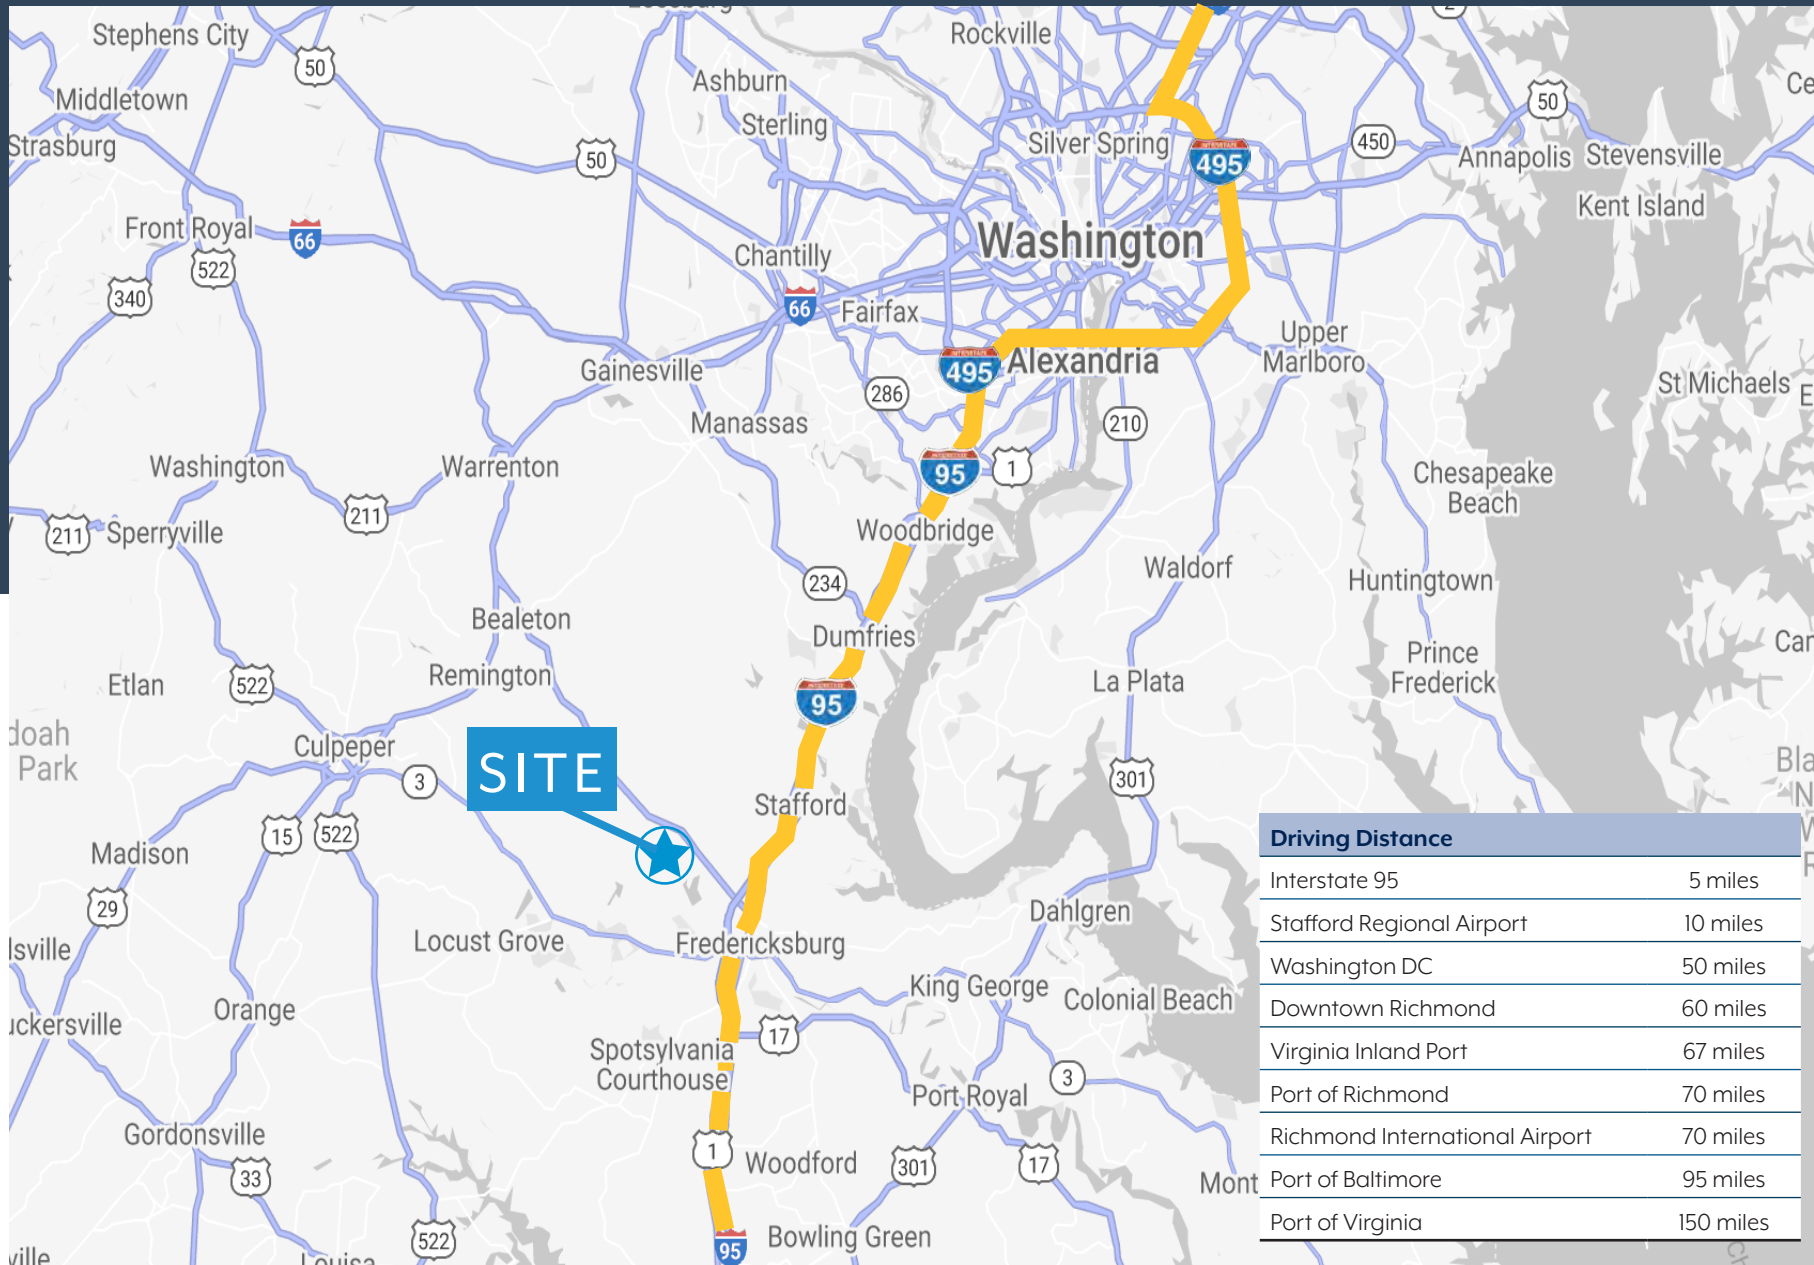 Stephens City
Rockville
50
Ashburn
Middletown
50
Sterling
Strasburg
Silver Spring
450
50
495
Annapolis
Stevensville
Kent Island
Front Royal
66
Washington
522
Chantilly
340
66
Fairfax
Upper
Marlboro
Gainesville
495
Alexandria
286
St Michaels
Manassas
210
Washington
Warrenton
95
1
Chesapeake
Beach
211
211
Sperryville
Woodbridge
Waldorf
234
Huntingtown
Bealeton
Dumfries
Prince
Frederick
Etlan
522
Remington
La Plata
95
doah
Park
Culpeper
3
SITE
301
Stafford
15
522
Madison
29
Dahlgren
Locust Grove
Fredericksburg
lsville
King George
Colonial Beach
Orange
uckersville
17
Spotsylvania
Courthouse
3
Port Royal
Gordonsville
1
Woodford
301
17
33
Mont
522
Bowling Green
95
ville
Louisa
Driving Distance
Interstate 95 5 miles
Stafford Regional Airport 10 miles
Washington DC 50 miles
Downtown Richmond 60 miles
Virginia Inland Port 67 miles
Port of Richmond 70 miles
Richmond International Airport 70 miles
Port of Baltimore 95 miles
Port of Virginia 150 miles